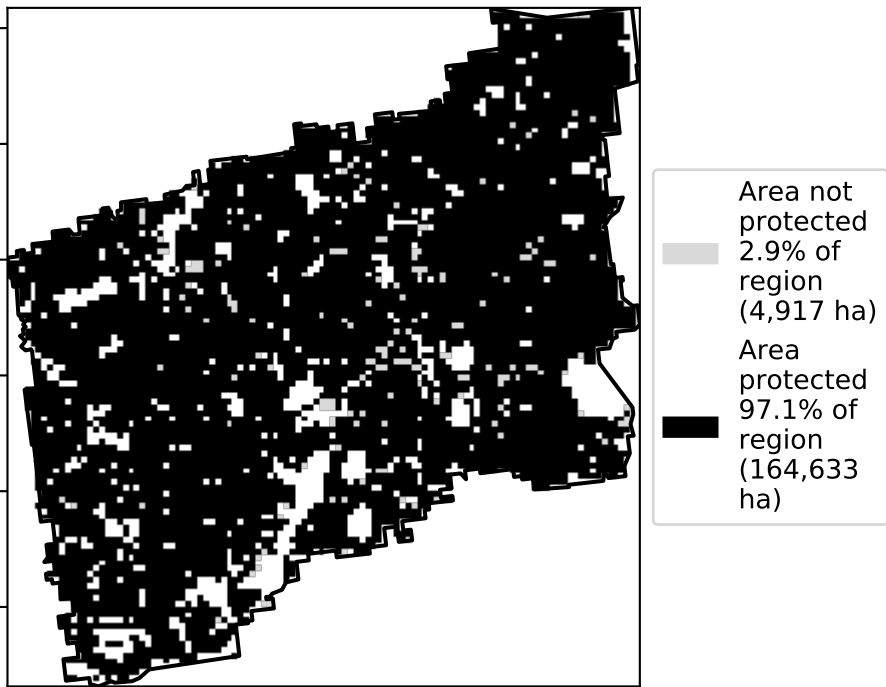 Area not
protected
2.9% of
region
(4,917 ha)
Area
protected
97.1% of
region
(164,633
ha)